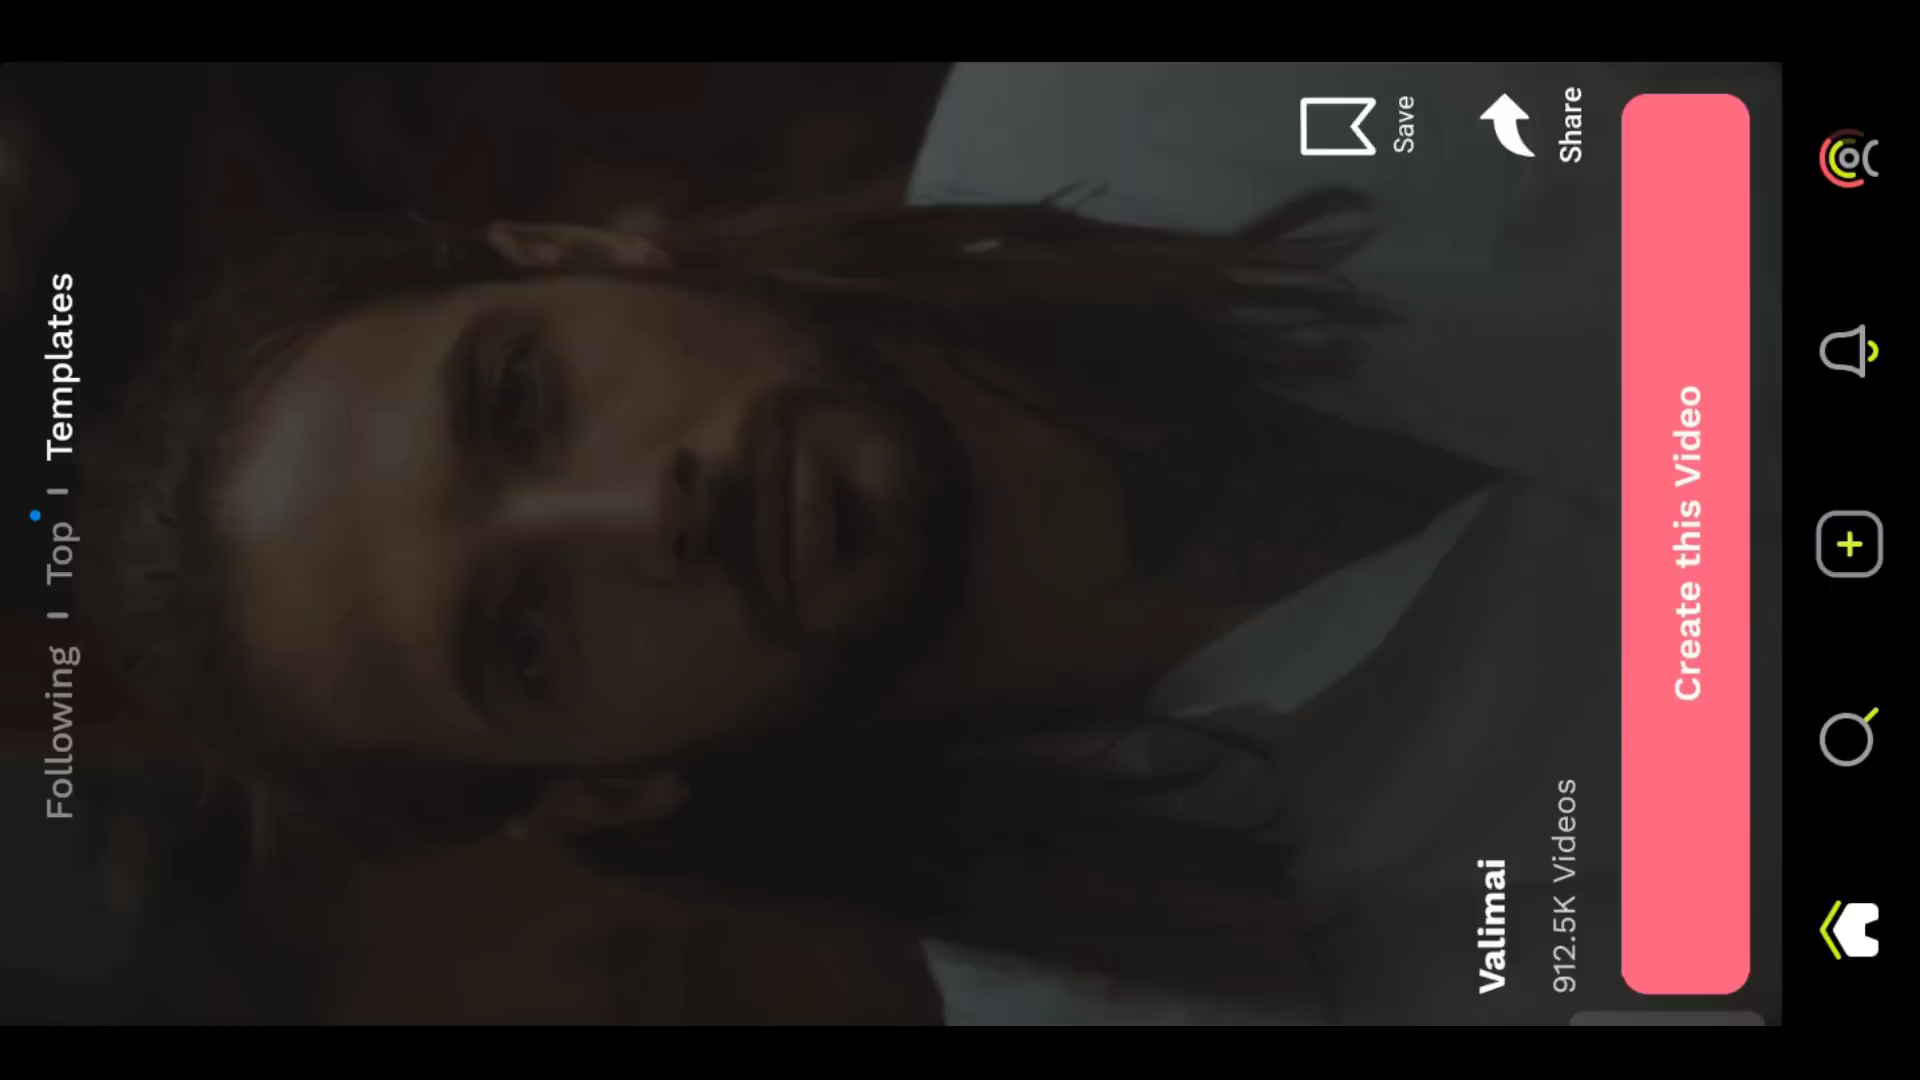 Following | Top | Templates
Save
Share
Valimai
912.5K Videos
Create this Video